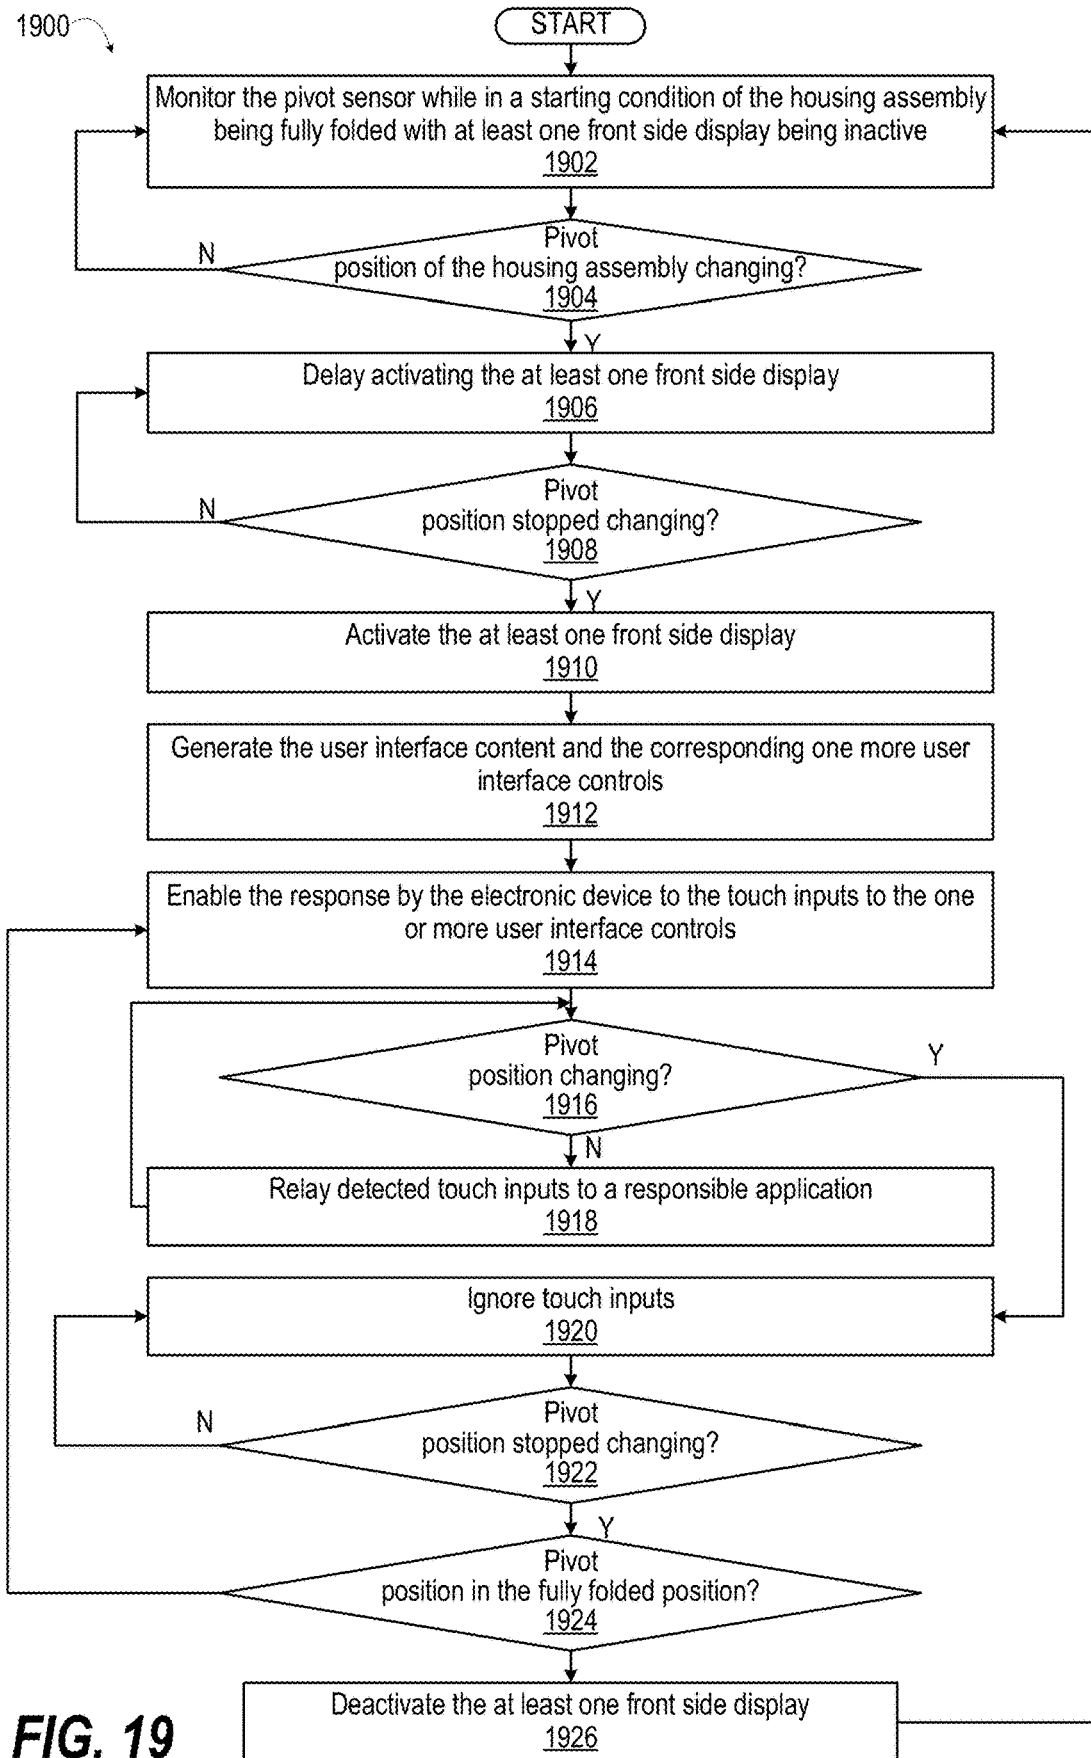 1900
START
Monitor the pivot sensor while in a starting condition of the housing assembly
being fully folded with at least one front side display being inactive
1902
Pivot
N
position of the housing assembly changing?
1904
Y
Delay activating the at least one front side display
1906
Pivot
N
position stopped changing?
1908
Y
Activate the at least one front side display
1910
Generate the user interface content and the corresponding one more user
interface controls
1912
Enable the response by the electronic device to the touch inputs to the one
or more user interface controls
1914
Pivot
Y
position changing?
1916
N
Relay detected touch inputs to a responsible application
1918
Ignore touch inputs
1920
Pivot
N
position stopped changing?
1922
Y
Pivot
position in the fully folded position?
1924
Deactivate the at least one front side display
1926
FIG. 19